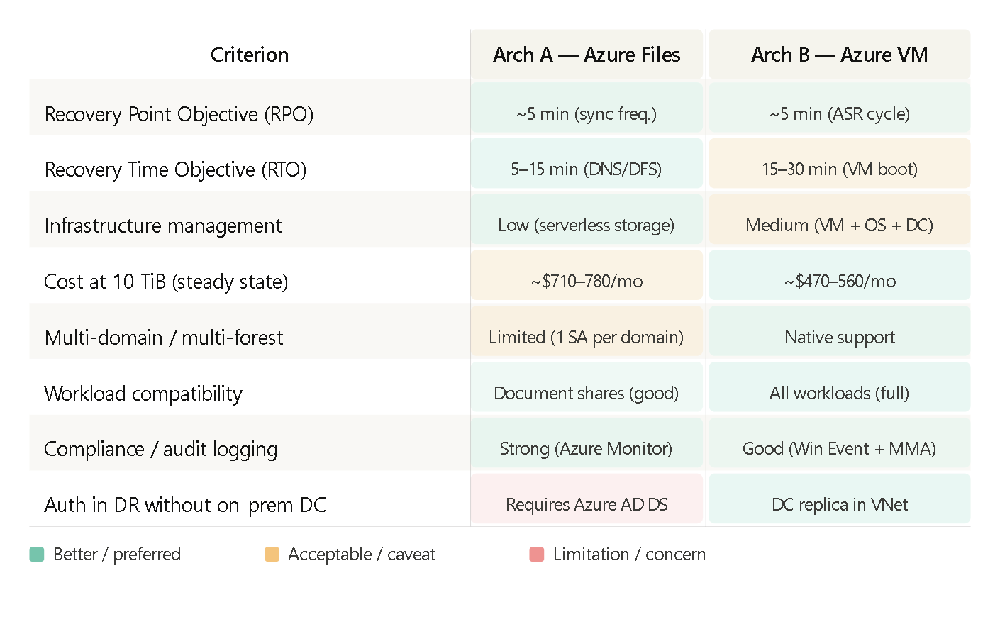 Criterion
Arch A — Azure Files
Arch B — Azure VM
Recovery Point Objective (RPO)
~5 min (sync freq.)
~5 min (ASR cycle)
Recovery Time Objective (RTO)
5–15 min (DNS/DFS)
15–30 min (VM boot)
Infrastructure management
Low (serverless storage)
Medium (VM + OS + DC)
Cost at 10 TiB (steady state)
~$710–780/mo
~$470–560/mo
Multi-domain / multi-forest
Limited (1 SA per domain)
Native support
Workload compatibility
Document shares (good)
All workloads (full)
Compliance / audit logging
Strong (Azure Monitor)
Good (Win Event + MMA)
Auth in DR without on-prem DC
Requires Azure AD DS
DC replica in VNet
Better / preferred
Acceptable / caveat
Limitation / concern